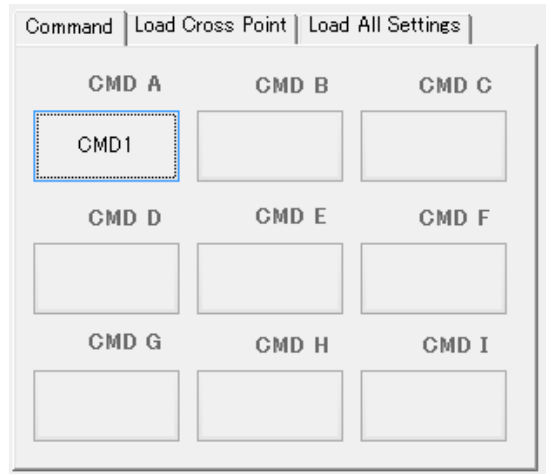 Command Load Cross Point Load All Settings
CMD A CMD B CMD C
CMD1
CMD D CMD E CMD F
CMD G CMD H CMD I